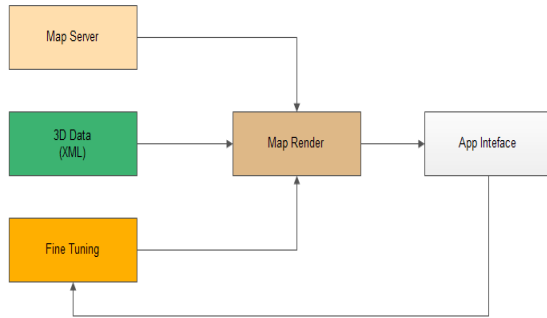 Map Server
3D Data
(XML)
Map Render
App Inteface
Fine Tuning